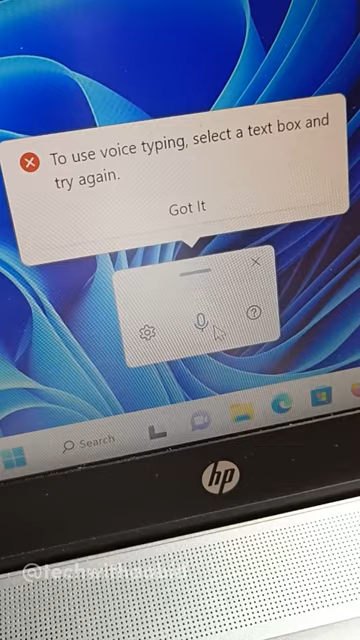 To use voice typing, select a text box and
try again.
Got It
Search
hp